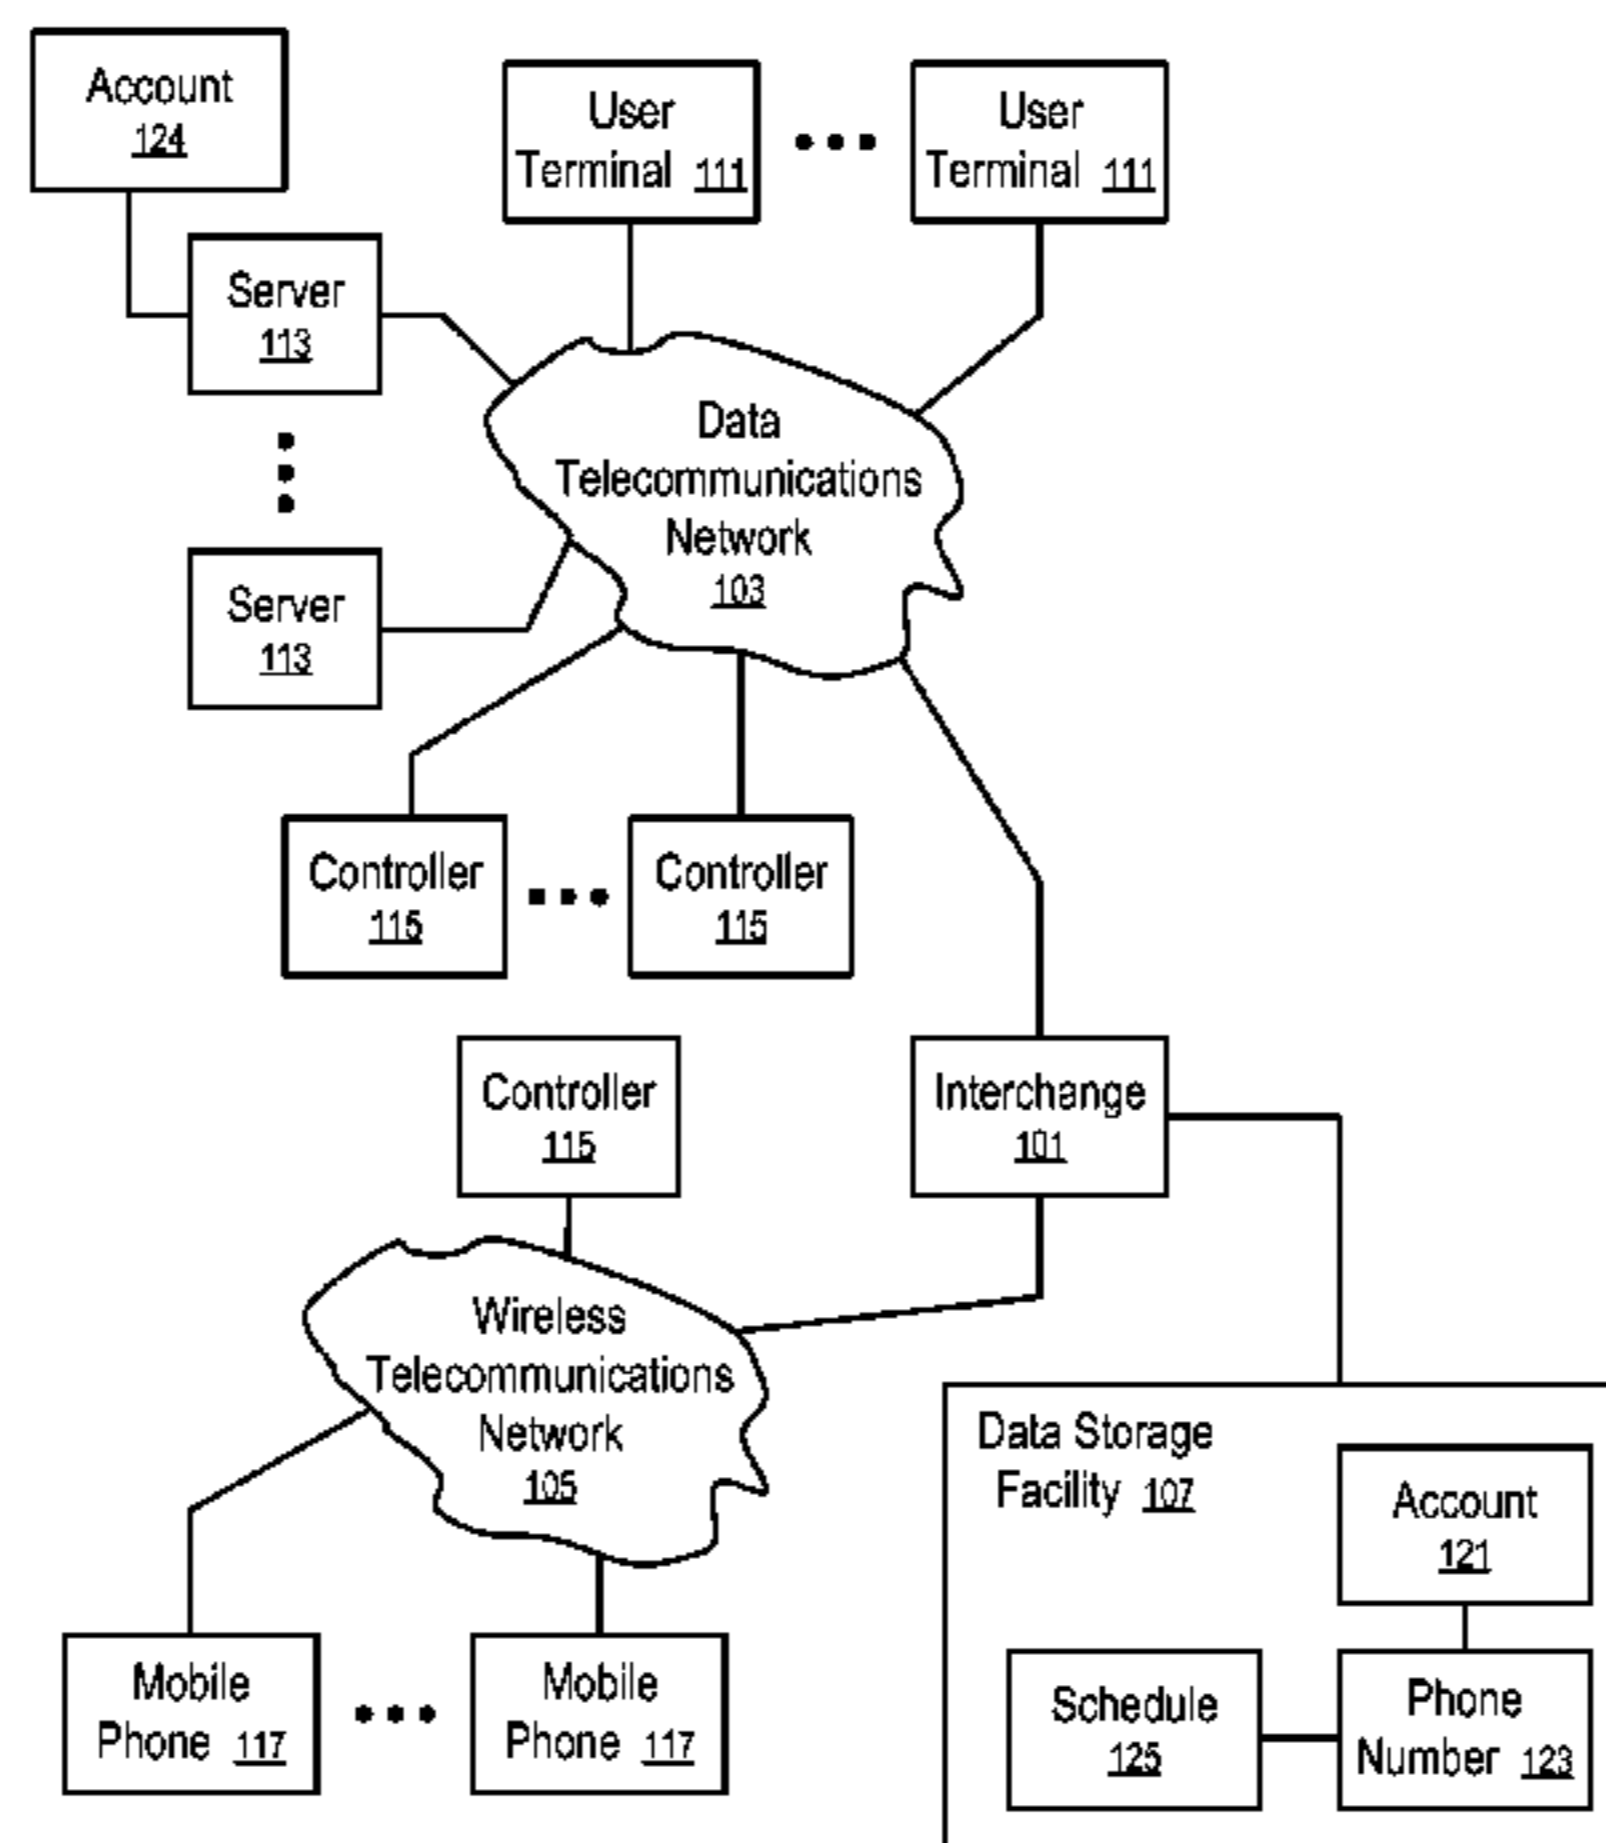 Account
124
User
Terminal 111
User
Terminal 111
Server
113
Data
Telecommunications
Network
103
Server
113
Controller
115
Controller
115
Controller
115
Interchange
101
Wireless
Telecommunications
Network
105
Data Storage
Facility 107
Account
121
Mobile
Phone 117
Mobile
Phone 117
Schedule
125
Phone
Number 123